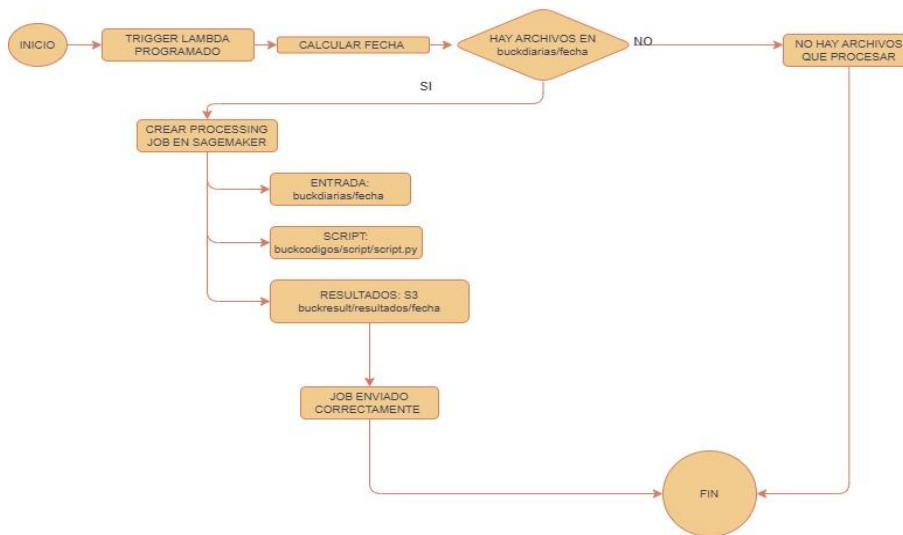 INICIO
TRIGGER LAMBDA
PROGRAMADO
CALCULAR FECHA
HAY ARCHIVOS EN
buckdiarias/fecha
NO
NO HAY ARCHIVOS
QUE PROCESAR
SI
CREAR PROCESSING
JOB EN SAGEMAKER
ENTRADA:
buckdiarias/fecha
SCRIPT:
buckcodigos/script/script.py
RESULTADOS: S3
buckresult/resultados/fecha
JOB ENVIADO
CORRECTAMENTE
FIN